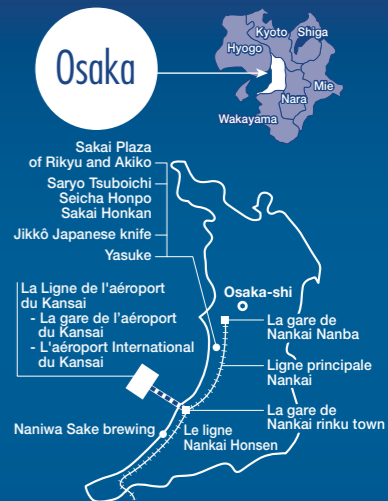 Osaka
Kyoto
Shiga
Hyogo
Mie
Nara
Wakayama
Sakai Plaza
of Rikyu and Akiko
Saryo Tsuboichi
Seicha Honpo
Sakai Honkan
Jikkô Japanese knife
Yasuke
La Ligne de l'aéroport
du Kansai
- La gare de l'aéroport
du Kansai
- L'aéroport International
du Kansai
Naniwa Sake brewing
Osaka-shi
La gare de
Nankai Nanba
Ligne principale
Nankai
La gare de
Nankai rinku town
Le ligne
Nankai Honsen